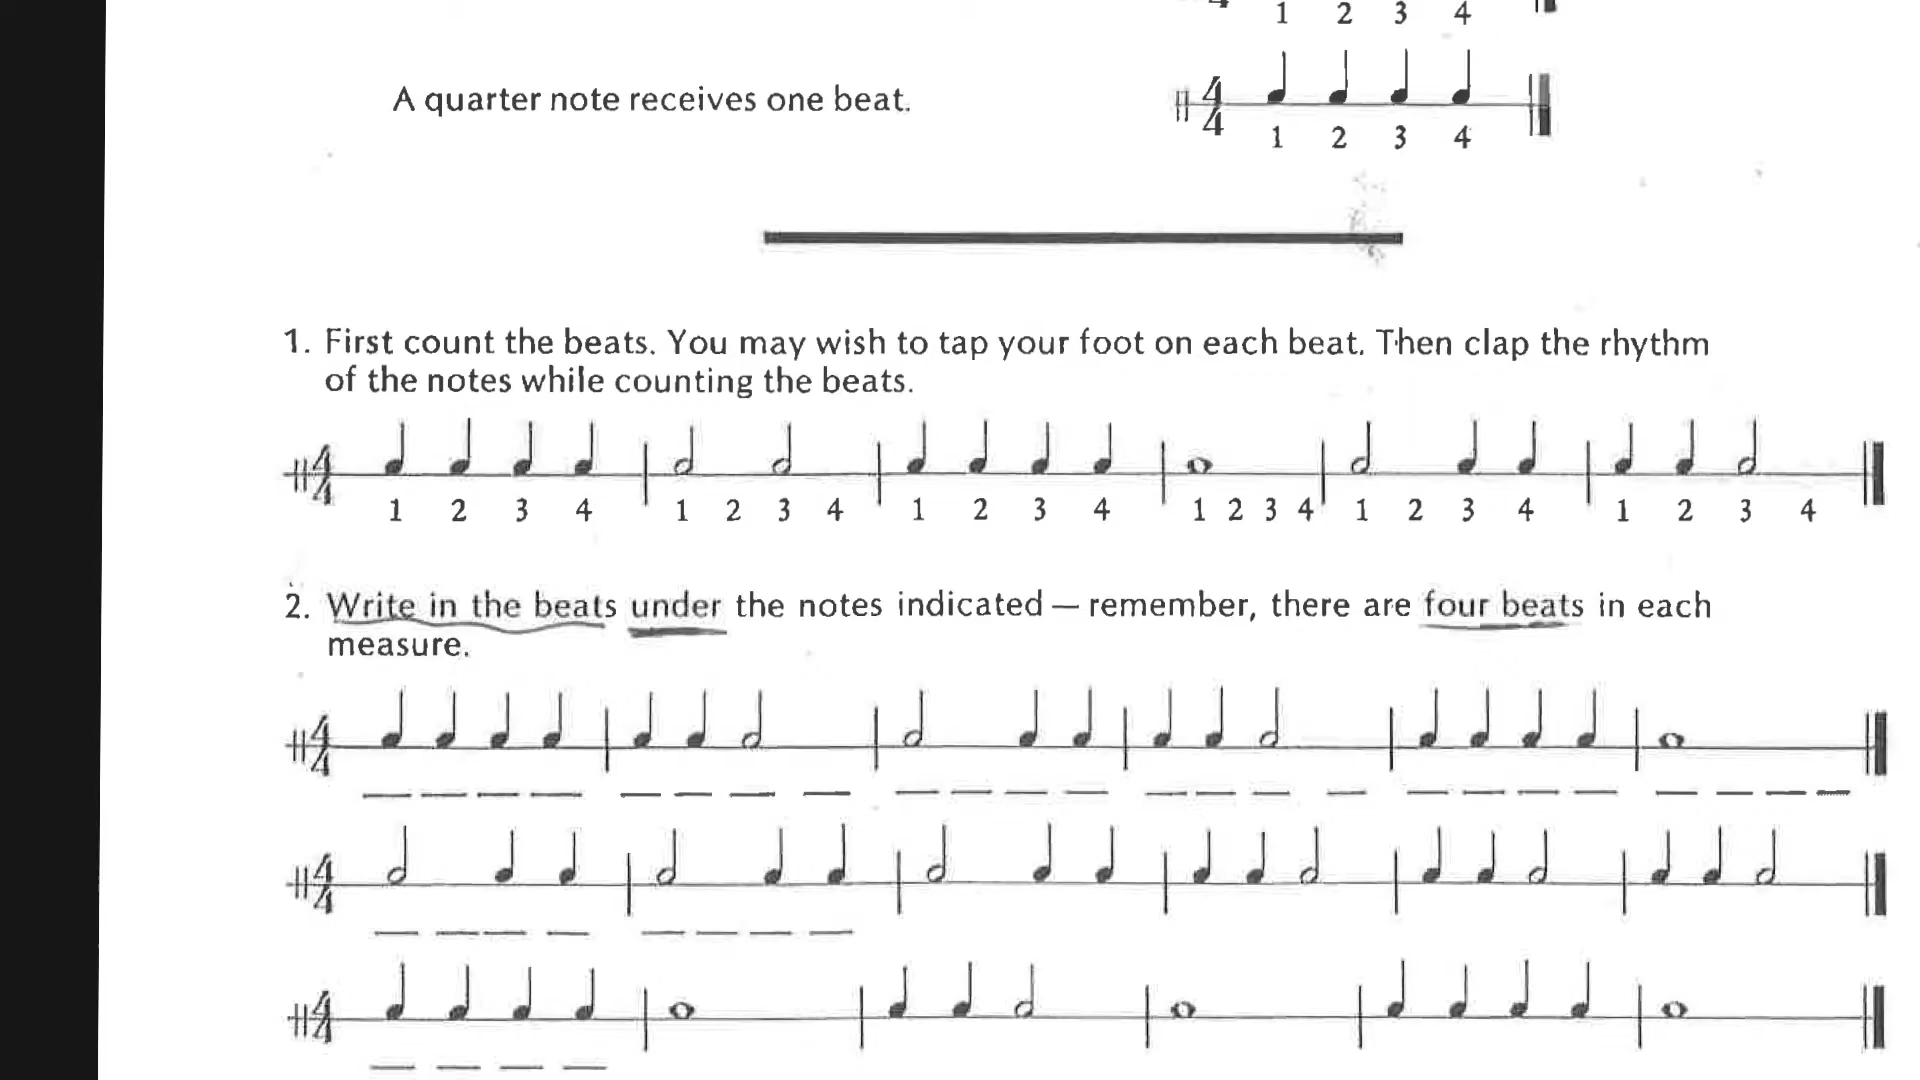 1 2 3 4
A quarter note receives one beat.
4
4
1 2 3 4
1. First count the beats. You may wish to tap your foot on each beat. Then clap the rhythm
of the notes while counting the beats.
4
4
1 2 3 4 1 2 3 4 1 2 3 4 1 2 3 4 1 2 3 4 1 2 3 4
2. Write in the beats under the notes indicated — remember, there are four beats in each
measure.
4
4
4
4
4
4